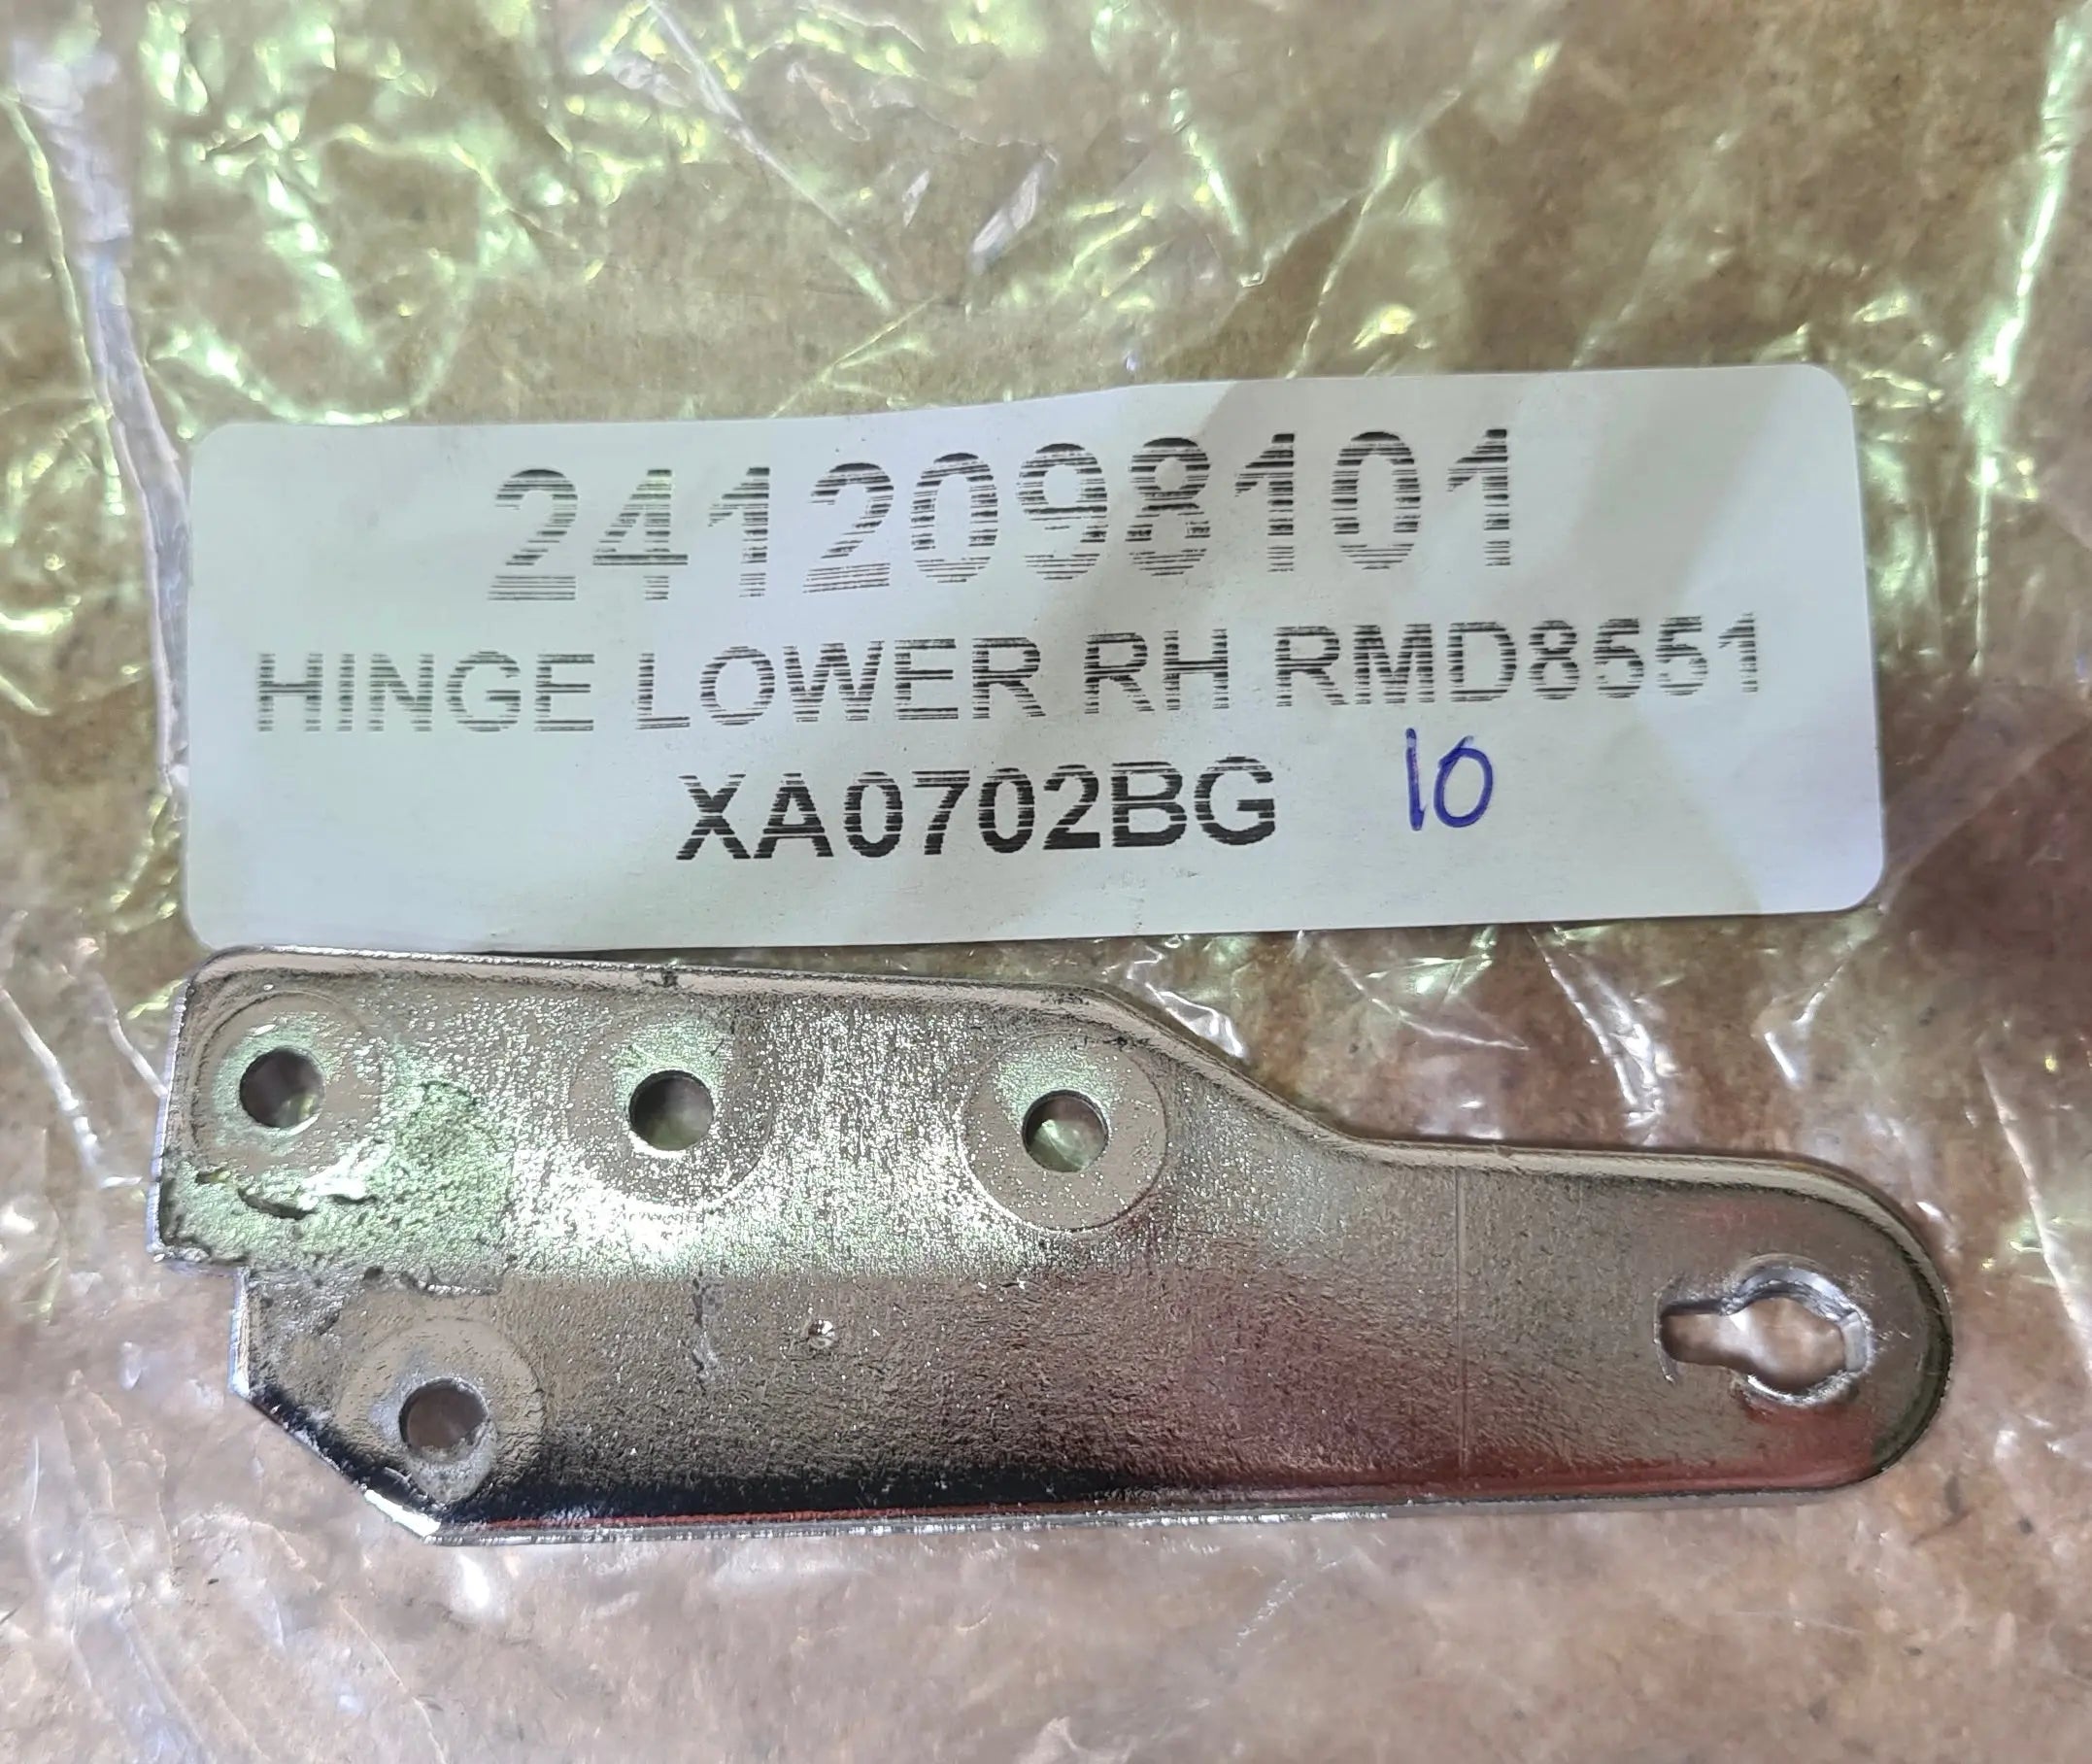 2412098101
HINGE LOWER RH RMD8551
XA0702BG 10